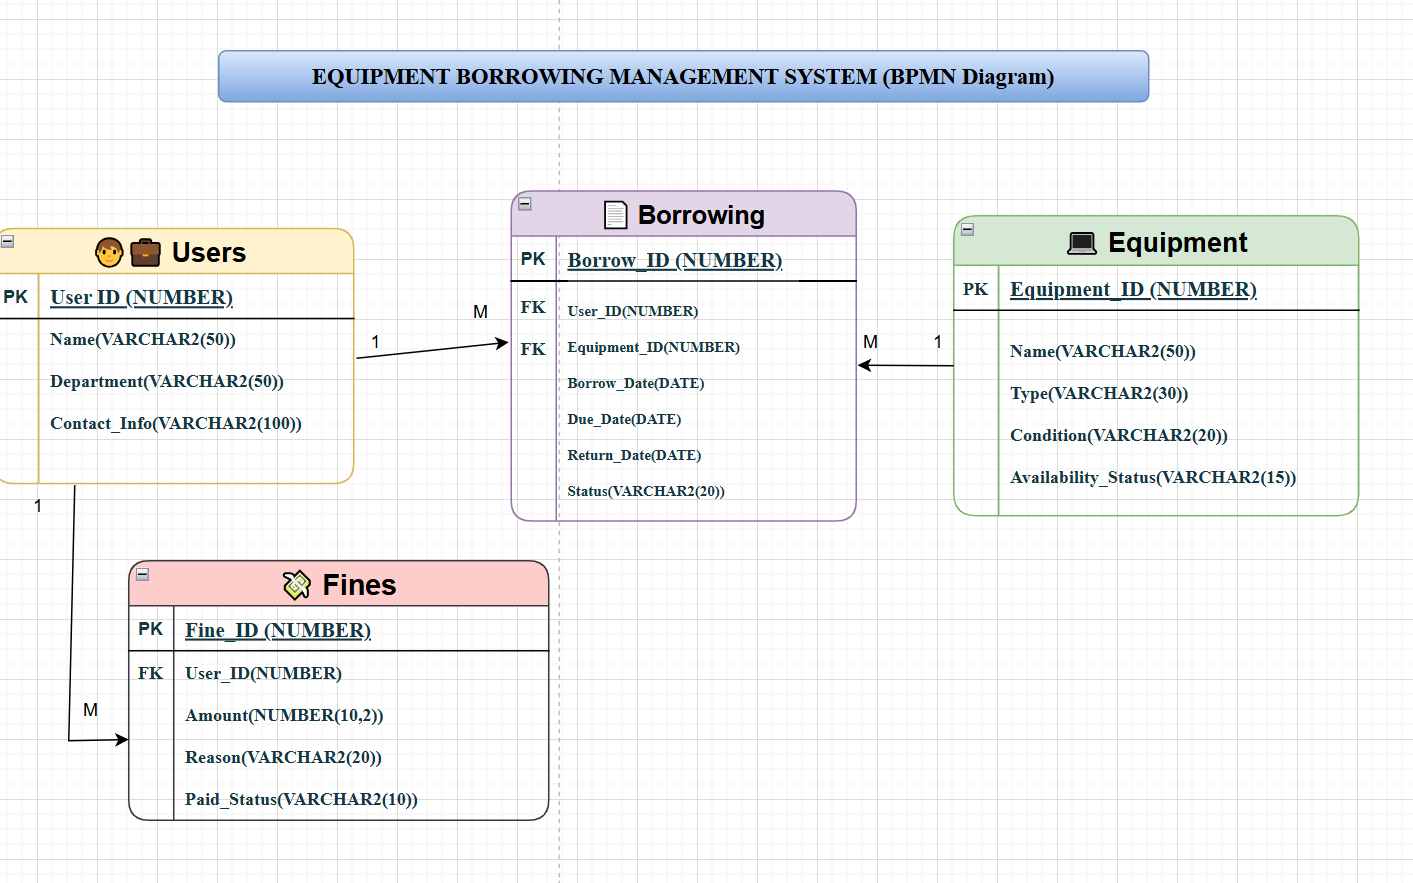 EQUIPMENT BORROWING MANAGEMENT SYSTEM (BPMN Diagram)
Users
PK User ID (NUMBER)
Name(VARCHAR2(50))
Department(VARCHAR2(50))
Contact_Info(VARCHAR2(100))
1
M
Borrowing
PK Borrow_ID (NUMBER)
FK User_ID(NUMBER)
FK Equipment_ID(NUMBER)
Borrow_Date(DATE)
Due_Date(DATE)
Return_Date(DATE)
Status(VARCHAR2(20))
M
1
Equipment
PK Equipment_ID (NUMBER)
Name(VARCHAR2(50))
Type(VARCHAR2(30))
Condition(VARCHAR2(20))
Availability_Status(VARCHAR2(15))
1
M
Fines
PK Fine_ID (NUMBER)
FK User_ID(NUMBER)
Amount(NUMBER(10,2))
Reason(VARCHAR2(20))
Paid_Status(VARCHAR2(10))